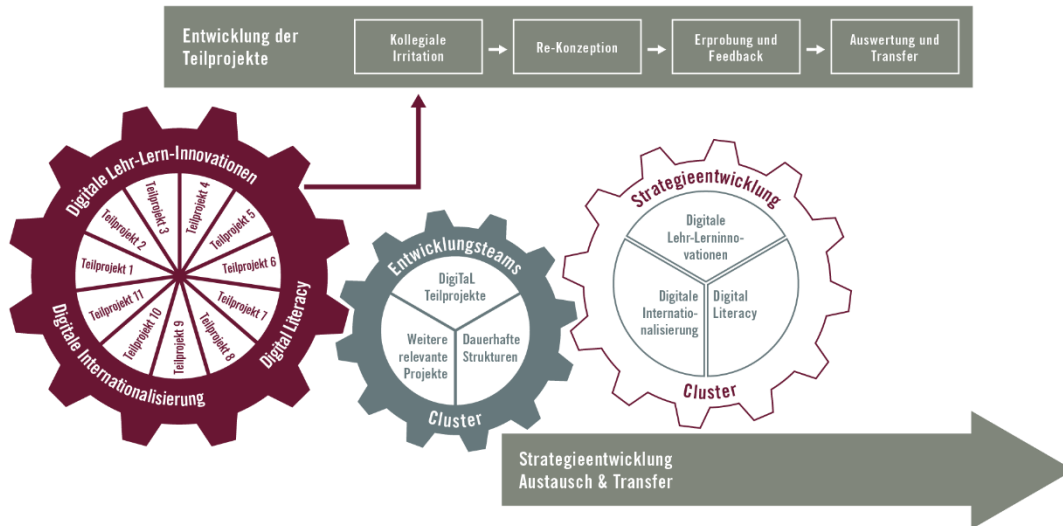 Entwicklung der
Teilprojekte
Kollegiale
Irritation
Re-Konzeption
Erprobung und
Feedback
Auswertung und
Transfer
Digitale Lehr-Lern-Innovationen
Digital Literacy
Digitale Internationalisierung
Teilprojekt 1
Teilprojekt 2
Teilprojekt 3
Teilprojekt 4
Teilprojekt 5
Teilprojekt 6
Teilprojekt 7
Teilprojekt 8
Teilprojekt 9
Teilprojekt 10
Teilprojekt 11
Entwicklungsteams
DigiTaL
Teilprojekte
Weitere
relevante
Projekte
Dauerhafte
Strukturen
Cluster
Strategieentwicklung
Digitale
Lehr-Lerninno-
vationen
Digitale
Internatio-
nalisierung
Digital
Literacy
Cluster
Strategieentwicklung
Austausch & Transfer